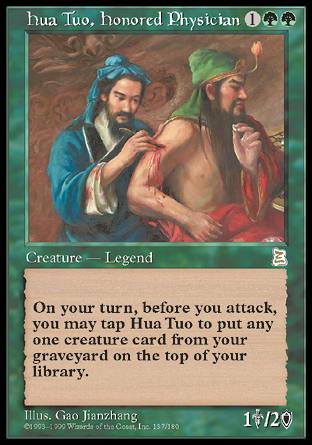 Hua Tuo, Honored Physician 1
Creature — Legend
On your turn, before you attack,
you may tap Hua Tuo to put any
one creature card from your
graveyard on the top of your
library.
Illus. Gao Jianzhang
©1993–1999 Wizards of the Coast, Inc. 137/180
1/2